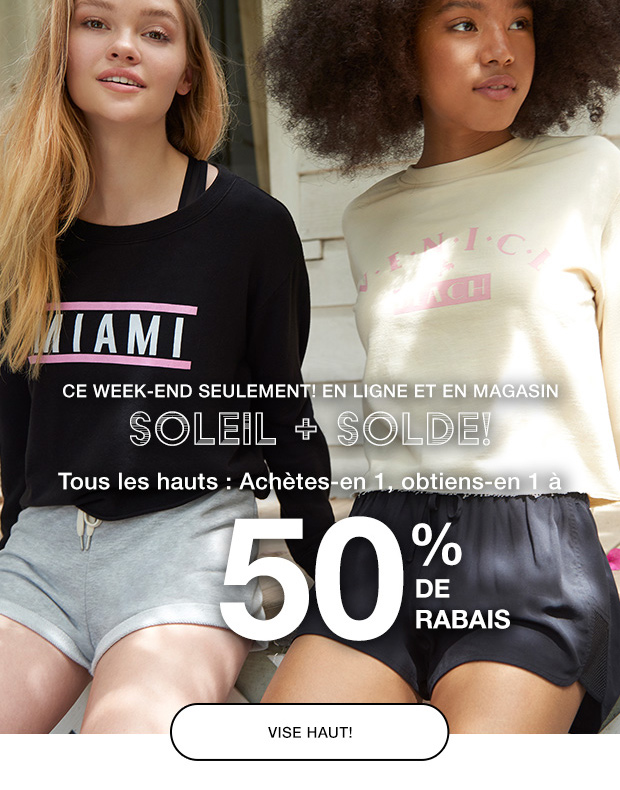 MIAMI
V·E·N·I·C·E
BEACH
CE WEEK-END SEULEMENT! EN LIGNE ET EN MAGASIN
SOLEIL + SOLDE!
Tous les hauts : Achètes-en 1, obtiens-en 1 à
50%
DE
RABAIS
VISE HAUT!